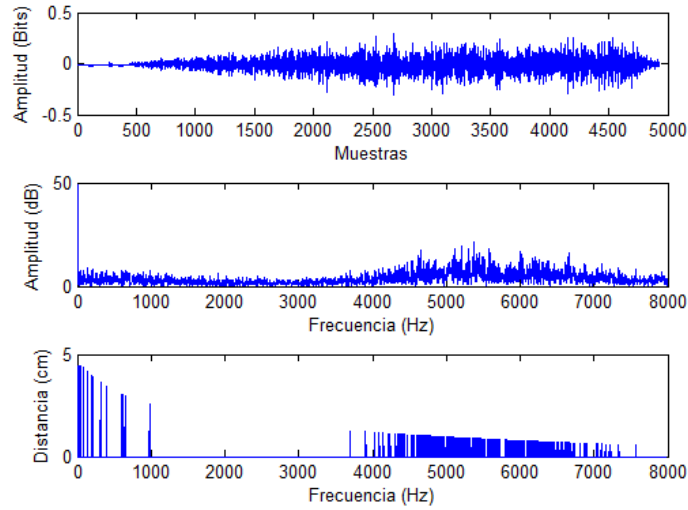 0.5
0
-0.5
Amplitud (Bits)
0 500 1000 1500 2000 2500 3000 3500 4000 4500 5000
Muestras
50
0
Amplitud (dB)
0 1000 2000 3000 4000 5000 6000 7000 8000
Frecuencia (Hz)
5
0
Distancia (cm)
0 1000 2000 3000 4000 5000 6000 7000 8000
Frecuencia (Hz)